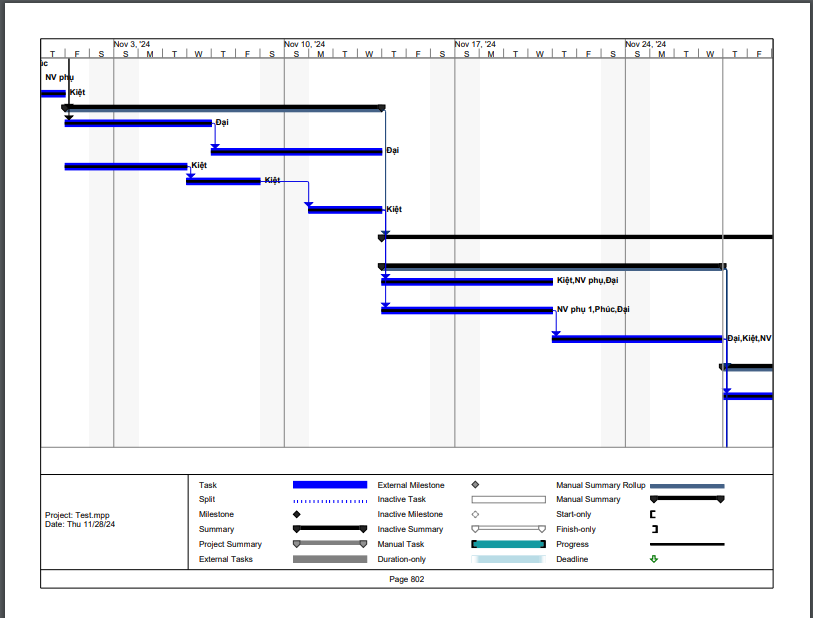 Nov 3, '24 Nov 10, '24 Nov 17, '24 Nov 24, '24
T F S S M T W T F S S M T W T F S S M T W T F S S M T W T F
úc
NV phụ
Kiệt
Đại
Đại
Kiệt
Kiệt
Kiệt
Kiệt,NV phụ,Đại
NV phụ 1,Phúc,Đại
Đại,Kiệt,NV
Project: Test.mpp
Date: Thu 11/28/24
Task External Milestone Manual Summary Rollup
Split Inactive Task Manual Summary
Milestone Inactive Milestone Start-only
Summary Inactive Summary Finish-only
Project Summary Manual Task Progress
External Tasks Duration-only Deadline
Page 802